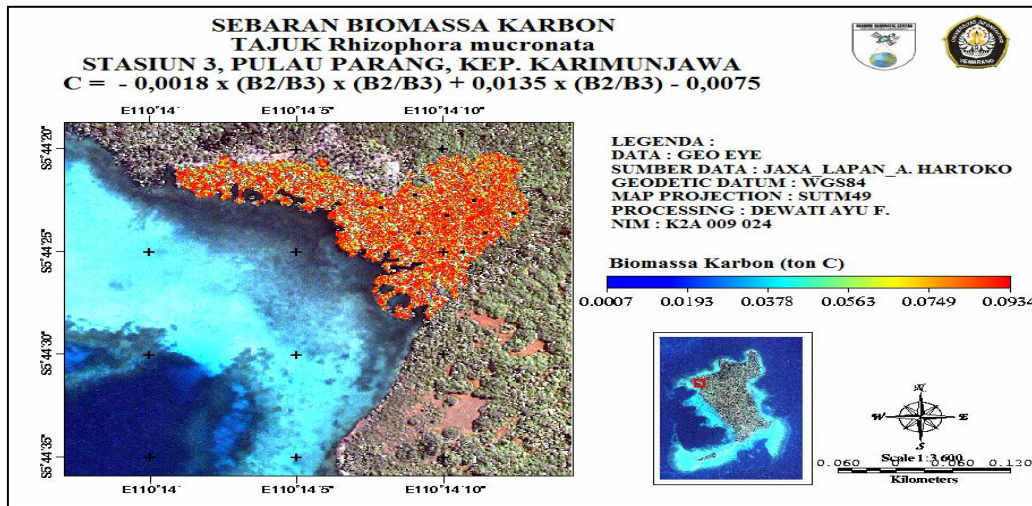 SEBARAN BIOMASSA KARBON
TAJUK Rhizophora mucronata
STASIUN 3, PULAU PARANG, KEP. KARIMUNJAWA
C = - 0,0018 x (B2/B3) x (B2/B3) + 0,0135 x (B2/B3) - 0,0075
E110°14' E110°14'5" E110°14'10"
S5°44'20"
S5°44'25"
S5°44'30"
S5°44'35"
E110°14' E110°14'5" E110°14'10"
LEGENDA :
DATA : GEO EYE
SUMBER DATA : JAXA_LAPAN_A. HARTOKO
GEODETIC DATUM : WGS84
MAP PROJECTION : SUTM49
PROCESSING : DEWATI AYU F.
NIM : K2A 009 024
Biomassa Karbon (ton C)
0.0007 0.0193 0.0378 0.0563 0.0749 0.0934
N
W E
S
Scale 1:3,600
0.060 0 0.060 0.120
Kilometers